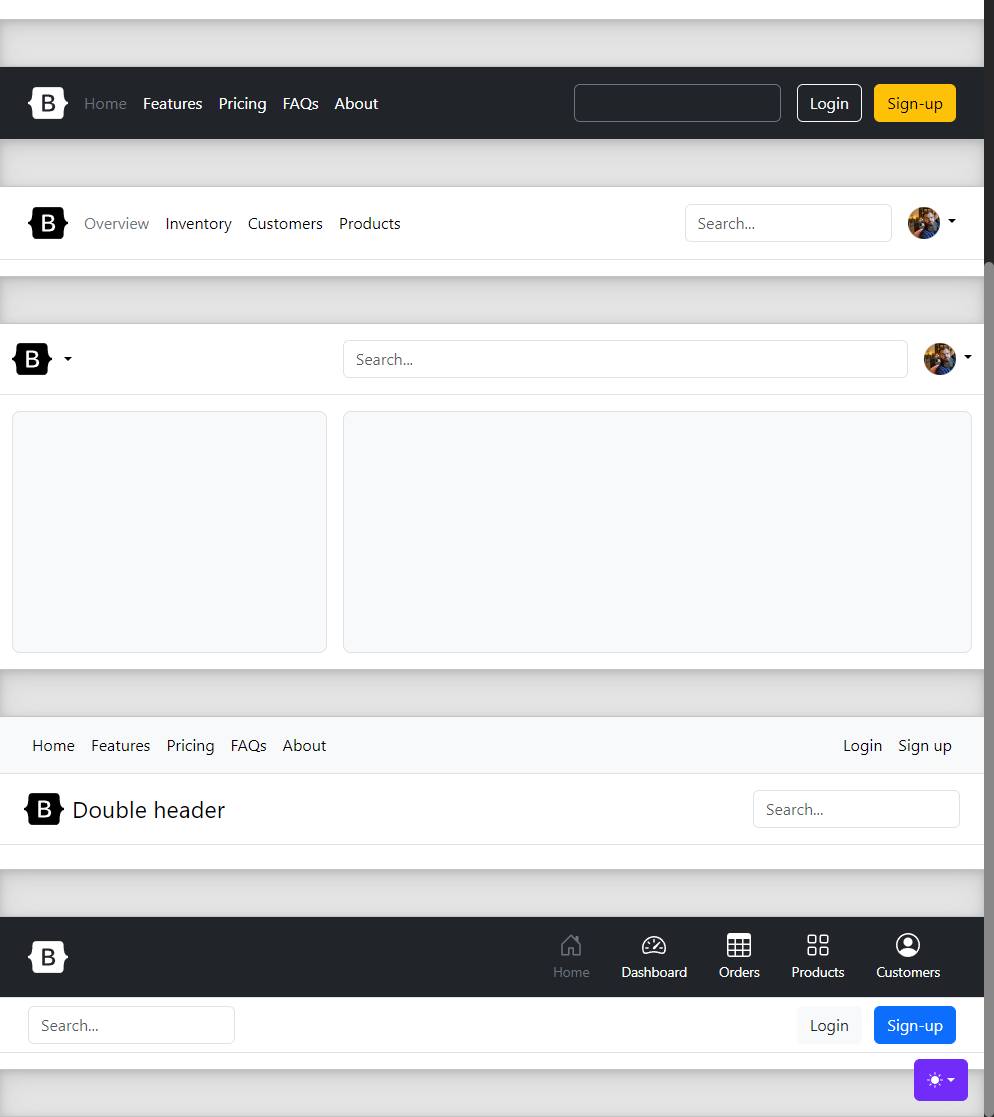 B Home Features Pricing FAQs About Login Sign-up
B Overview Inventory Customers Products Search...
B Search...
Home Features Pricing FAQs About Login Sign up
B Double header Search...
B Home Dashboard Orders Products Customers
Search... Login Sign-up